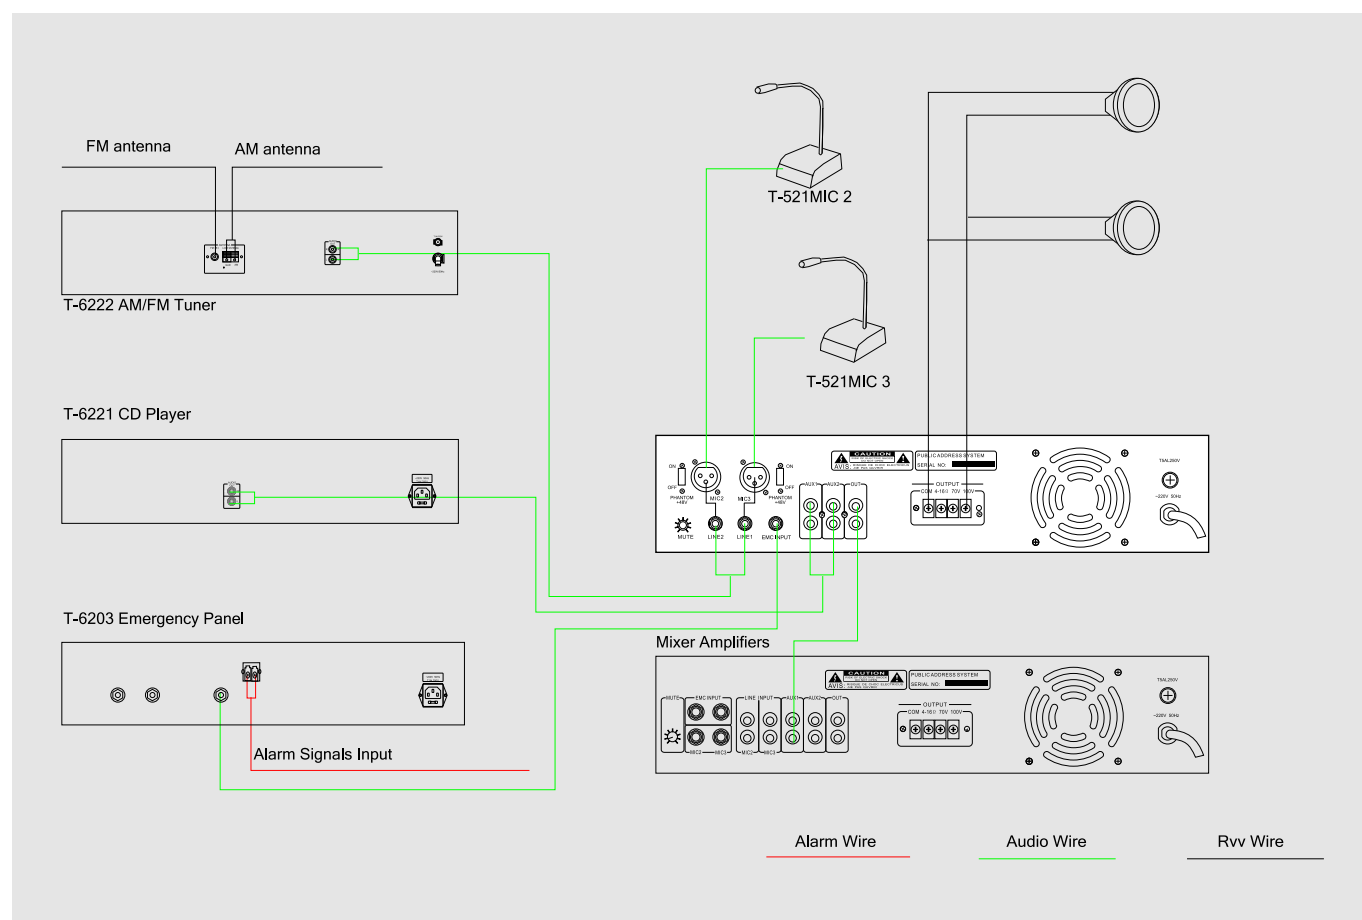 FM antenna
AM antenna
T-6222 AM/FM Tuner
T-521MIC 2
T-521MIC 3
T-6221 CD Player
ON
OFF
PHANTOM
+48V
MIC2
MIC3
ON
OFF
PHANTOM
+48V
MUTE
LINE2
LINE1
EMC INPUT
AUX1
AUX2
OUT
CAUTION
AVIS:
PUBLIC ADDRESS SYSTEM
SERIAL NO:
OUTPUT
COM 4-16Ω 70V 100V
T5AL250V
~220V 50Hz
T-6203 Emergency Panel
Alarm Signals Input
Mixer Amplifiers
MUTE
EMC INPUT
LINE INPUT
AUX1
AUX2
OUT
MIC2
MIC3
MIC2
MIC3
CAUTION
AVIS:
PUBLIC ADDRESS SYSTEM
SERIAL NO:
OUTPUT
COM 4-16Ω 70V 100V
T5AL250V
~220V 50Hz
Alarm Wire
Audio Wire
Rvv Wire